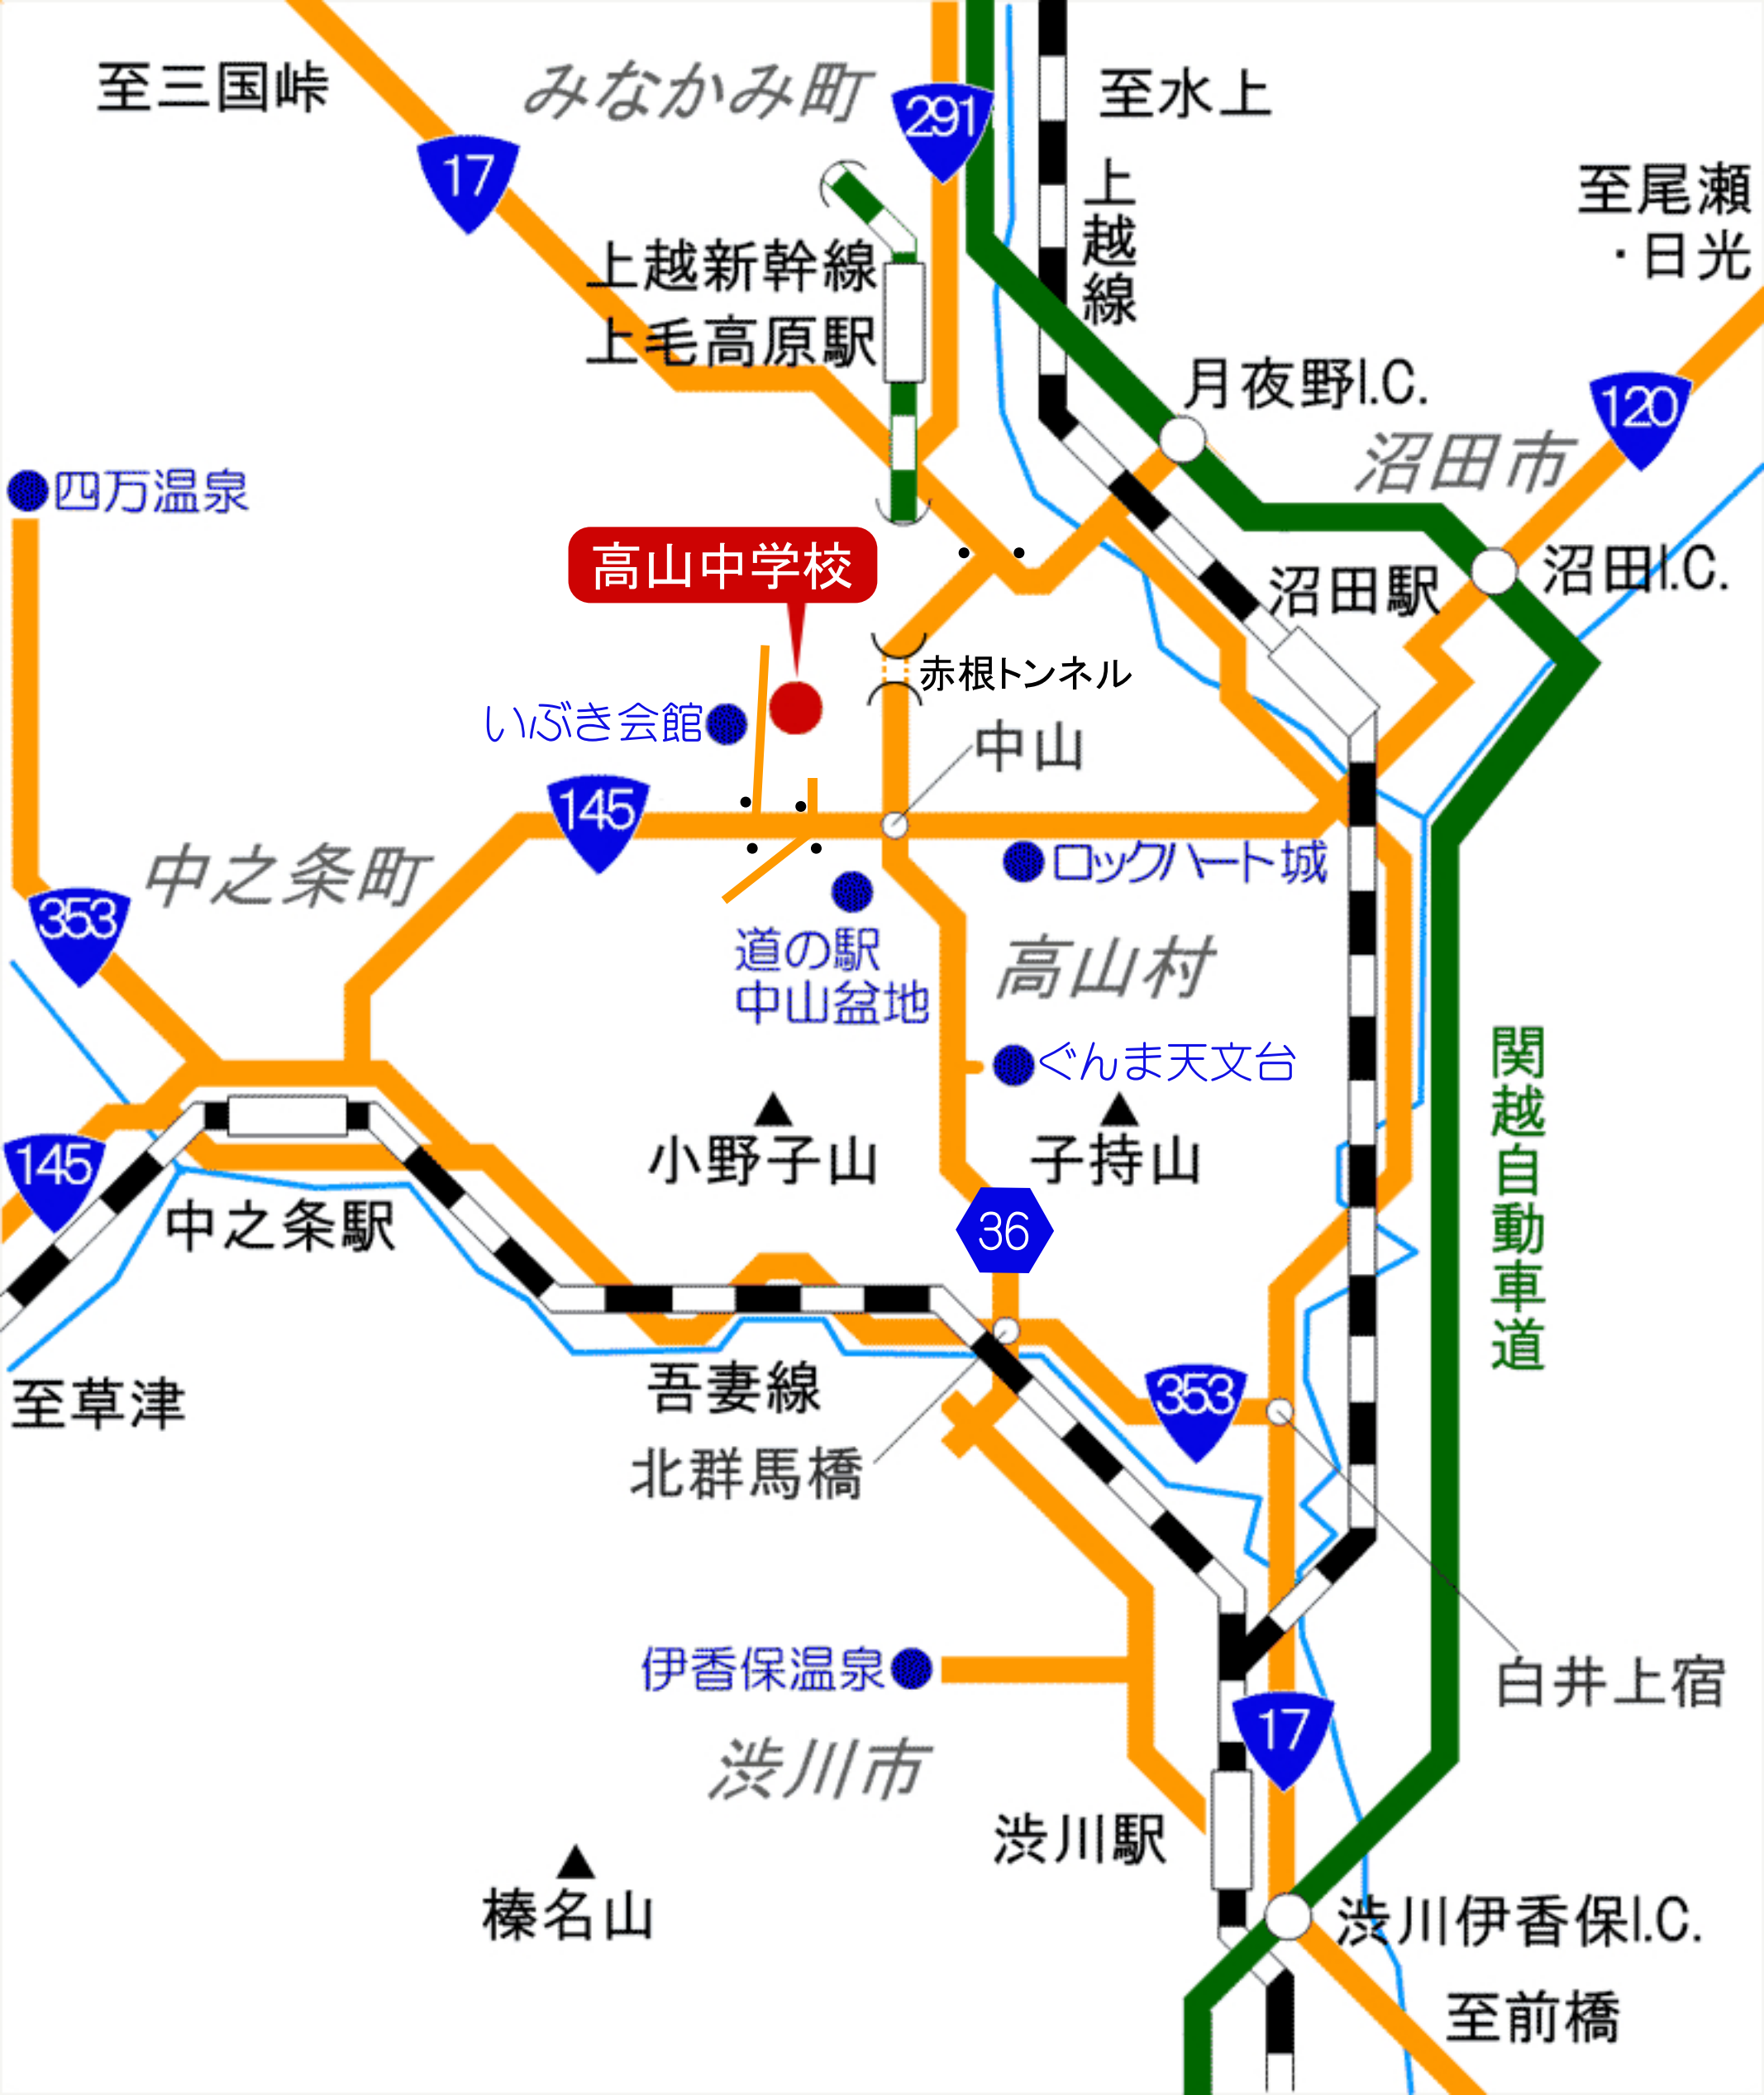 至三国峠
みなかみ町
291
至水上
17
上越線
至尾瀬
・日光
上越新幹線
上毛高原駅
月夜野I.C.
120
沼田市
四万温泉
高山中学校
沼田駅
沼田I.C.
赤根トンネル
いぶき会館
中山
145
ロックハート城
中之条町
353
道の駅
中山盆地
高山村
関越自動車道
ぐんま天文台
小野子山
子持山
145
中之条駅
36
至草津
吾妻線
353
北群馬橋
伊香保温泉
白井上宿
17
渋川市
渋川駅
榛名山
渋川伊香保I.C.
至前橋